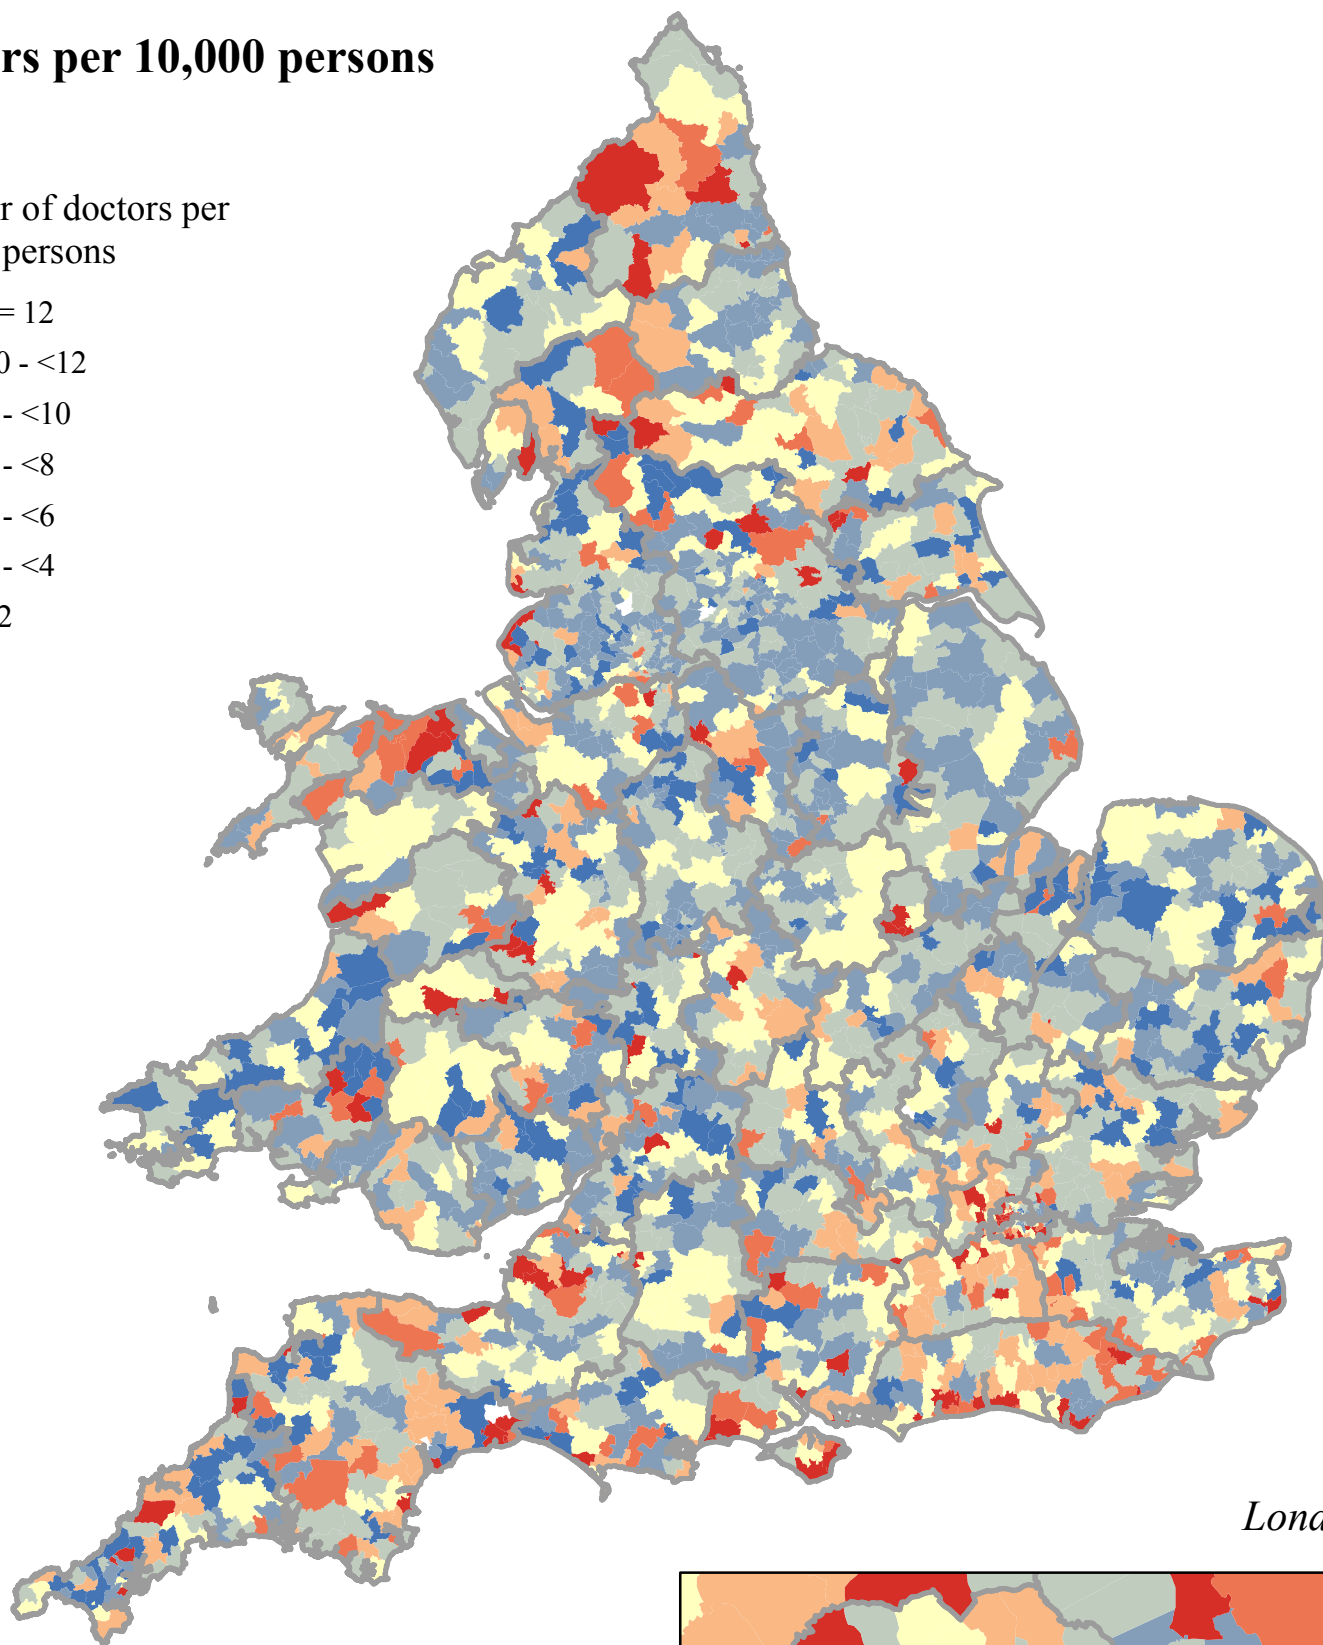 rs per 10,000 persons
r of doctors per
persons
= 12
0 - <12
- <10
- <8
- <6
- <4
2
Lond